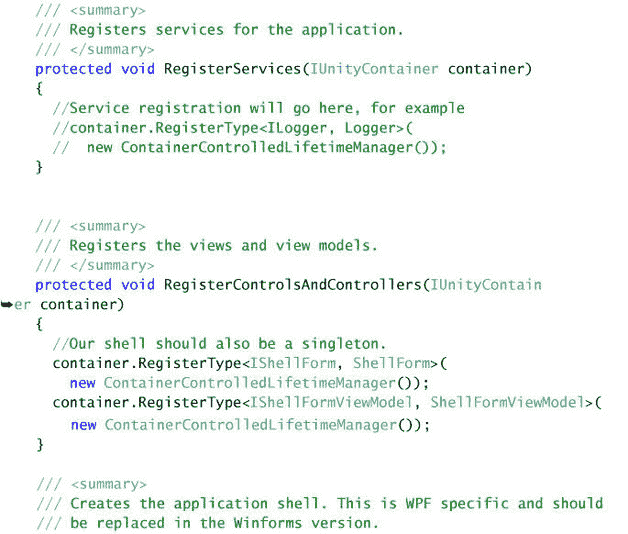 /// <summary>
/// Registers services for the application.
/// </summary>
protected void RegisterServices(IUnityContainer container)
{
//Service registration will go here, for example
//container.RegisterType<ILogger, Logger>(
// new ContainerControlledLifetimeManager());
}
/// <summary>
/// Registers the views and view models.
/// </summary>
protected void RegisterControlsAndControllers(IUnityContain
➥er container)
{
//Our shell should also be a singleton.
container.RegisterType<IShellForm, ShellForm>(
new ContainerControlledLifetimeManager());
container.RegisterType<IShellFormViewModel, ShellFormViewModel>(
new ContainerControlledLifetimeManager());
}
/// <summary>
/// Creates the application shell. This is WPF specific and should
/// be replaced in the Winforms version.